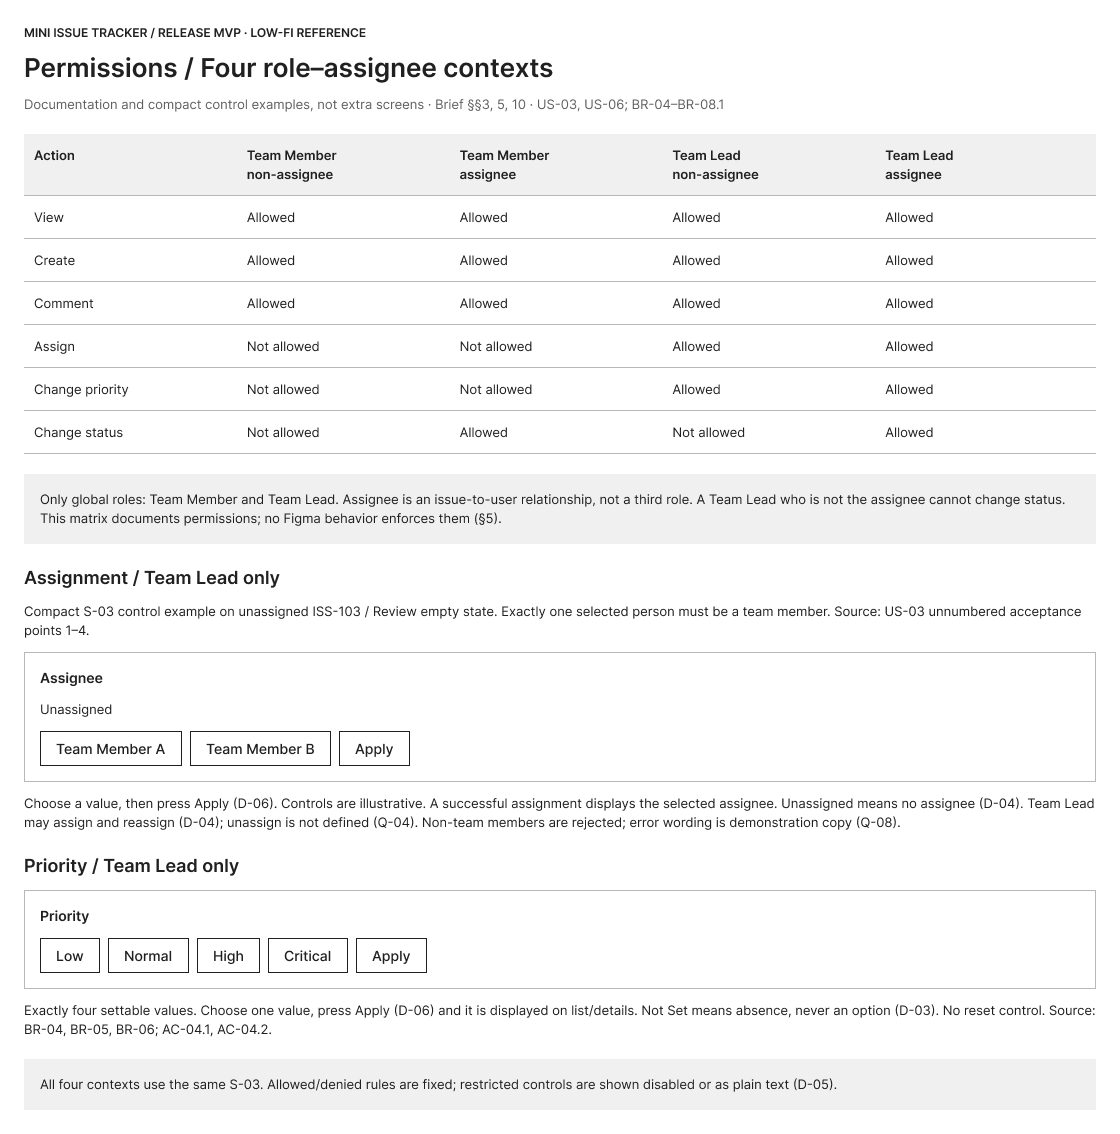 MINI ISSUE TRACKER / RELEASE MVP · LOW-FI REFERENCE
Permissions / Four role–assignee contexts
Documentation and compact control examples, not extra screens · Brief §§3, 5, 10 · US-03, US-06; BR-04–BR-08.1
Action Team Member non-assignee Team Member assignee Team Lead non-assignee Team Lead assignee
View Allowed Allowed Allowed Allowed
Create Allowed Allowed Allowed Allowed
Comment Allowed Allowed Allowed Allowed
Assign Not allowed Not allowed Allowed Allowed
Change priority Not allowed Not allowed Allowed Allowed
Change status Not allowed Allowed Not allowed Allowed
Only global roles: Team Member and Team Lead. Assignee is an issue-to-user relationship, not a third role. A Team Lead who is not the assignee cannot change status.
This matrix documents permissions; no Figma behavior enforces them (§5).
Assignment / Team Lead only
Compact S-03 control example on unassigned ISS-103 / Review empty state. Exactly one selected person must be a team member. Source: US-03 unnumbered acceptance
points 1–4.
Assignee
Unassigned
Team Member A Team Member B Apply
Choose a value, then press Apply (D-06). Controls are illustrative. A successful assignment displays the selected assignee. Unassigned means no assignee (D-04). Team Lead
may assign and reassign (D-04); unassign is not defined (Q-04). Non-team members are rejected; error wording is demonstration copy (Q-08).
Priority / Team Lead only
Priority
Low Normal High Critical Apply
Exactly four settable values. Choose one value, press Apply (D-06) and it is displayed on list/details. Not Set means absence, never an option (D-03). No reset control. Source:
BR-04, BR-05, BR-06; AC-04.1, AC-04.2.
All four contexts use the same S-03. Allowed/denied rules are fixed; restricted controls are shown disabled or as plain text (D-05).